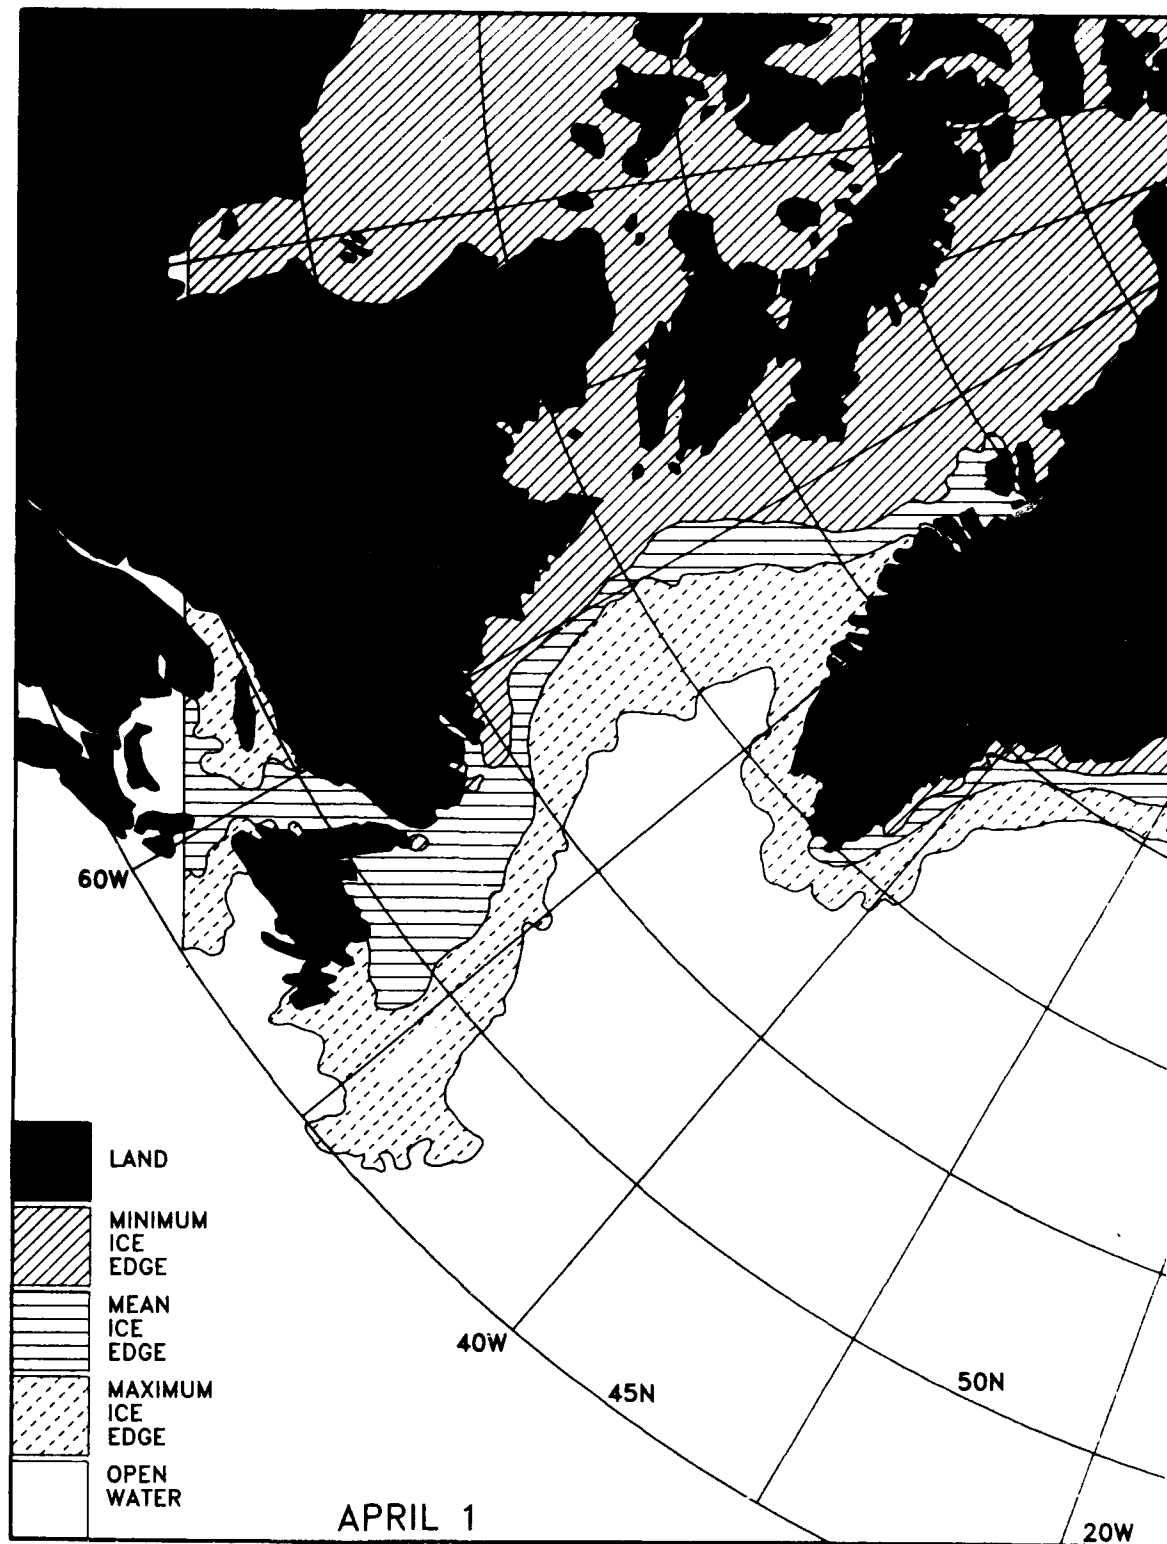 60W
LAND
MINIMUM
ICE
EDGE
MEAN
ICE
EDGE
40W
45N
50N
MAXIMUM
ICE
EDGE
OPEN
WATER
APRIL 1
20W